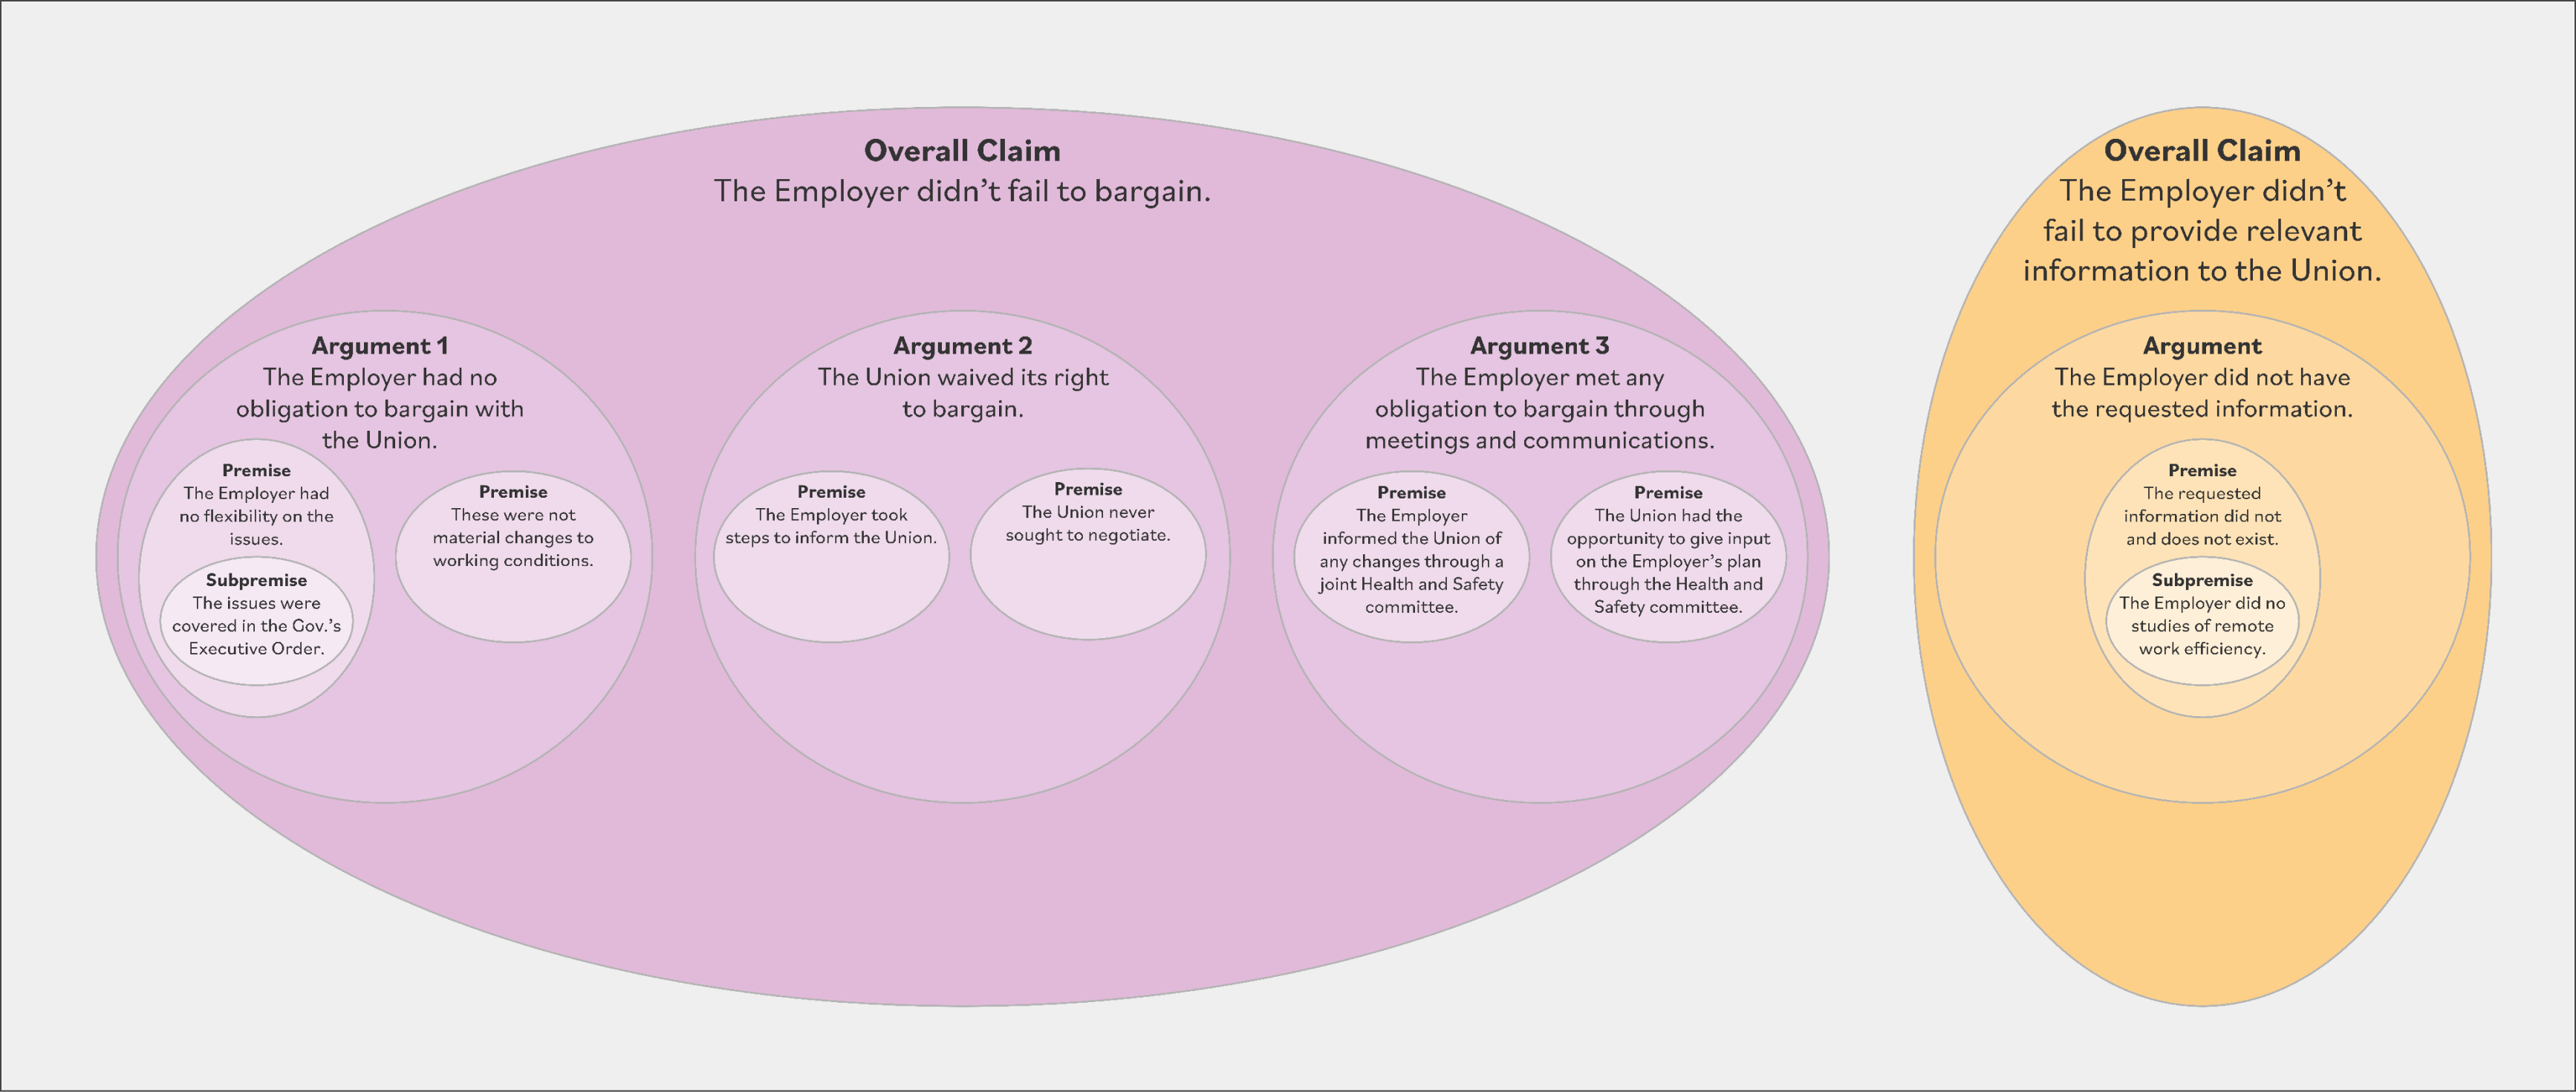 Overall Claim
The Employer didn’t fail to bargain.
Argument 1
The Employer had no
obligation to bargain with
the Union.
Premise
The Employer had
no flexibility on the
issues.
Subpremise
The issues were
covered in the Gov.’s
Executive Order.
Premise
These were not
material changes to
working conditions.
Argument 2
The Union waived its right
to bargain.
Premise
The Employer took
steps to inform the Union.
Premise
The Union never
sought to negotiate.
Argument 3
The Employer met any
obligation to bargain through
meetings and communications.
Premise
The Employer
informed the Union of
any changes through a
joint Health and Safety
committee.
Premise
The Union had the
opportunity to give input
on the Employer’s plan
through the Health and
Safety committee.
Overall Claim
The Employer didn’t
fail to provide relevant
information to the Union.
Argument
The Employer did not have
the requested information.
Premise
The requested
information did not
and does not exist.
Subpremise
The Employer did no
studies of remote
work efficiency.